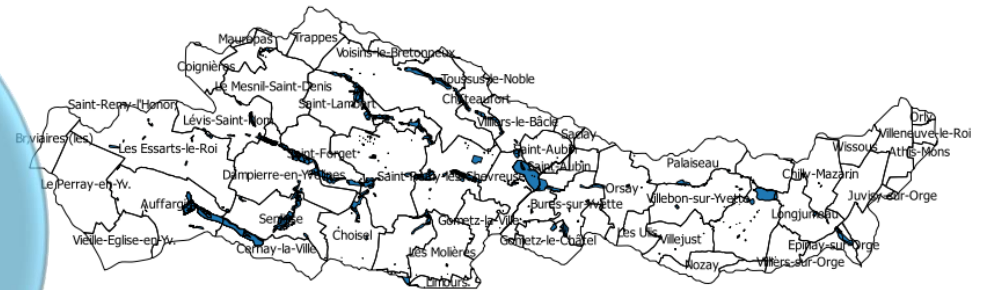 Maurepas
Trappes
Voisins-le-Bretonneux
Coignières
Toussus-le-Noble
Le Mesnil-Saint-Denis
Châteaufort
Saint-Remy-l'Honor
Saint-Lambert
Lévis-Saint-Nom
Villiers-le-Bâcle
Orly
Villeneuve-le-Roi
viaires (les)
Les Essarts-le-Roi
Saclay
Saint-Forget
Saint-Aubin
Wissous
Athis-Mons
Saint-Aubin
Palaiseau
Dampierre-en-Yvelines
Saint-Rémy-lès-Chevreuse
Chilly-Mazarin
Le Perray-en-Yv.
Orsay
Villebon-sur-Yvette
Juvisy-sur-Orge
Auffargis
Bures-sur-Yvette
Longjumeau
Senlisse
Gometz-la-Ville
Vieille-Eglise-en-Yv.
Choisel
Gometz-le-Châtel
Les Ulis
Villejust
Epinay-sur-Orge
Cernay-la-Ville
Les Molières
Nozay
Villiers-sur-Orge
Limours